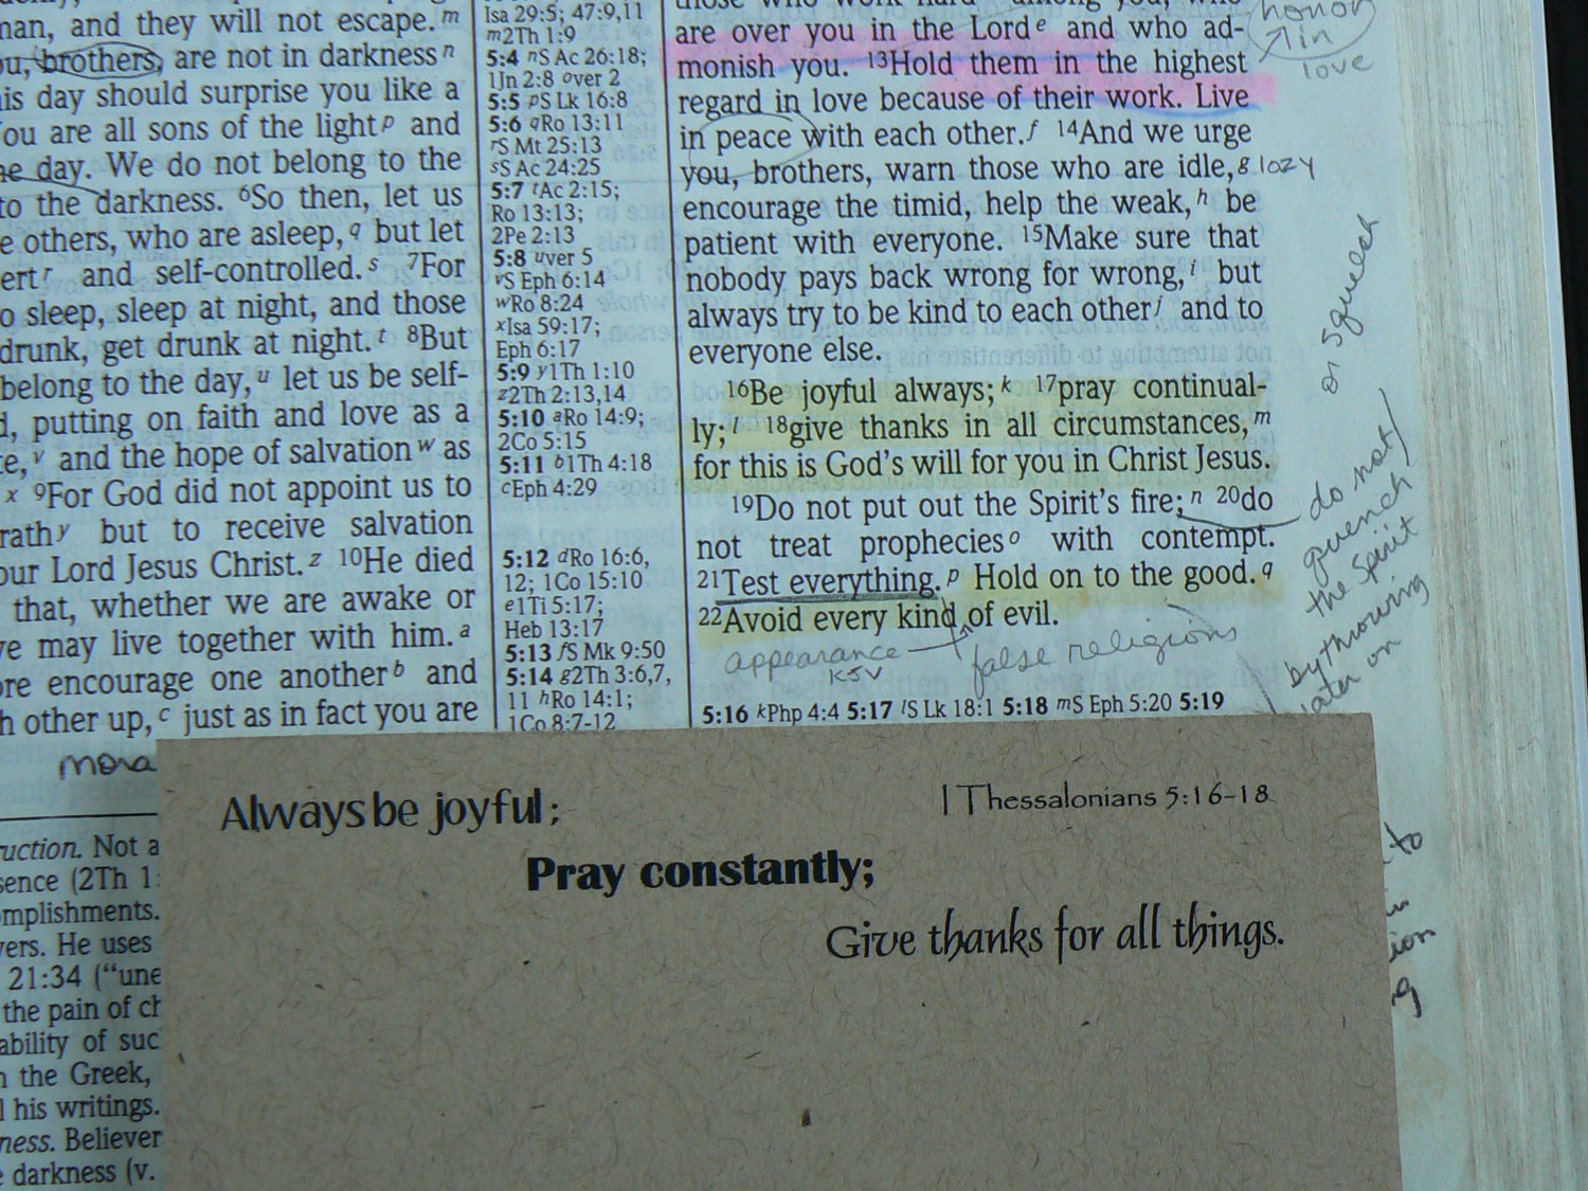 man, and they will not escape. m
brothers, are not in darkness n
this day should surprise you like a
You are all sons of the light p and
the day. We do not belong to the
to the darkness. 6So then, let us
be others, who are asleep, q but let
r and self-controlled. s 7For
sleep, sleep at night, and those
drunk, get drunk at night. t 8But
belong to the day, u let us be self-
putting on faith and love as a
v and the hope of salvation w as
x 9For God did not appoint us to
y but to receive salvation
our Lord Jesus Christ. z 10He died
that, whether we are awake or
we may live together with him. a
encourage one another b and
other up, c just as in fact you are
Isa 29:5; 47:9,11
m2Th 1:9
5:4 nS Ac 26:18;
1Jn 2:8 over 2
5:5 pS Lk 16:8
5:6 qRo 13:11
rS Mt 25:13
sS Ac 24:25
5:7 tAc 2:15;
Ro 13:13;
2Pe 2:13
5:8 uver 5
vS Eph 6:14
wRo 8:24
xIsa 59:17;
Eph 6:17
5:9 y1Th 1:10
z2Th 2:13,14
5:10 aRo 14:9;
2Co 5:15
5:11 b1Th 4:18
cEph 4:29
5:12 dRo 16:6,
12; 1Co 15:10
e1Ti 5:17;
Heb 13:17
5:13 fS Mk 9:50
5:14 g2Th 3:6,7,
11 hRo 14:1;
1Co 8:7-12
those who work hard among you, who
are over you in the Lord e and who ad-
monish you. 13Hold them in the highest
regard in love because of their work. Live
in peace with each other. f 14And we urge
you, brothers, warn those who are idle, g lazy
encourage the timid, help the weak, h be
patient with everyone. 15Make sure that
nobody pays back wrong for wrong, i but
always try to be kind to each other j and to
everyone else.
16Be joyful always; k 17pray continual-
ly; l 18give thanks in all circumstances, m
for this is God's will for you in Christ Jesus.
19Do not put out the Spirit's fire; n 20do
not treat prophecies o with contempt.
21Test everything. p Hold on to the good. q
22Avoid every kind of evil.
appearance
KJV
false religions
5:16 kPhp 4:4 5:17 lS Lk 18:1 5:18 mS Eph 5:20 5:19
honor
in
love
or squelch
do not
quench
the Spirit
by throwing
water on
to
Always be joyful;
1 Thessalonians 5:16-18
Pray constantly;
Give thanks for all things.
Not a
(2Th 1:
He uses
21:34 ("une
the pain of
ability of suc
the Greek,
his writings.
Believer
darkness (v.